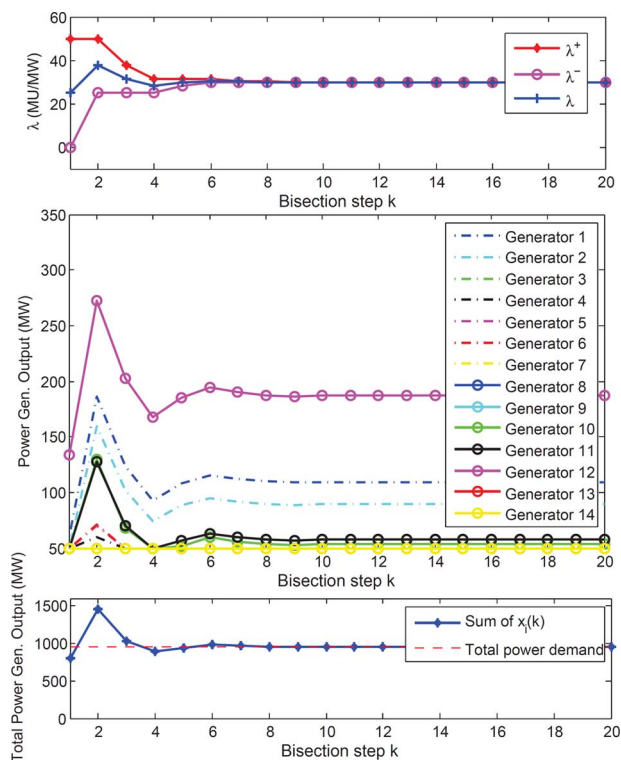 λ (MU/MW)
60
40
20
0
2 4 6 8 10 12 14 16 18 20
Bisection step k
λ+
λ−
λ
Power Gen. Output (MW)
350
300
250
200
150
100
50
2 4 6 8 10 12 14 16 18 20
Bisection step k
Generator 1
Generator 2
Generator 3
Generator 4
Generator 5
Generator 6
Generator 7
Generator 8
Generator 9
Generator 10
Generator 11
Generator 12
Generator 13
Generator 14
Total Power Gen. Output (MW)
1500
1000
500
0
2 4 6 8 10 12 14 16 18 20
Bisection step k
Sum of xi(k)
Total power demand